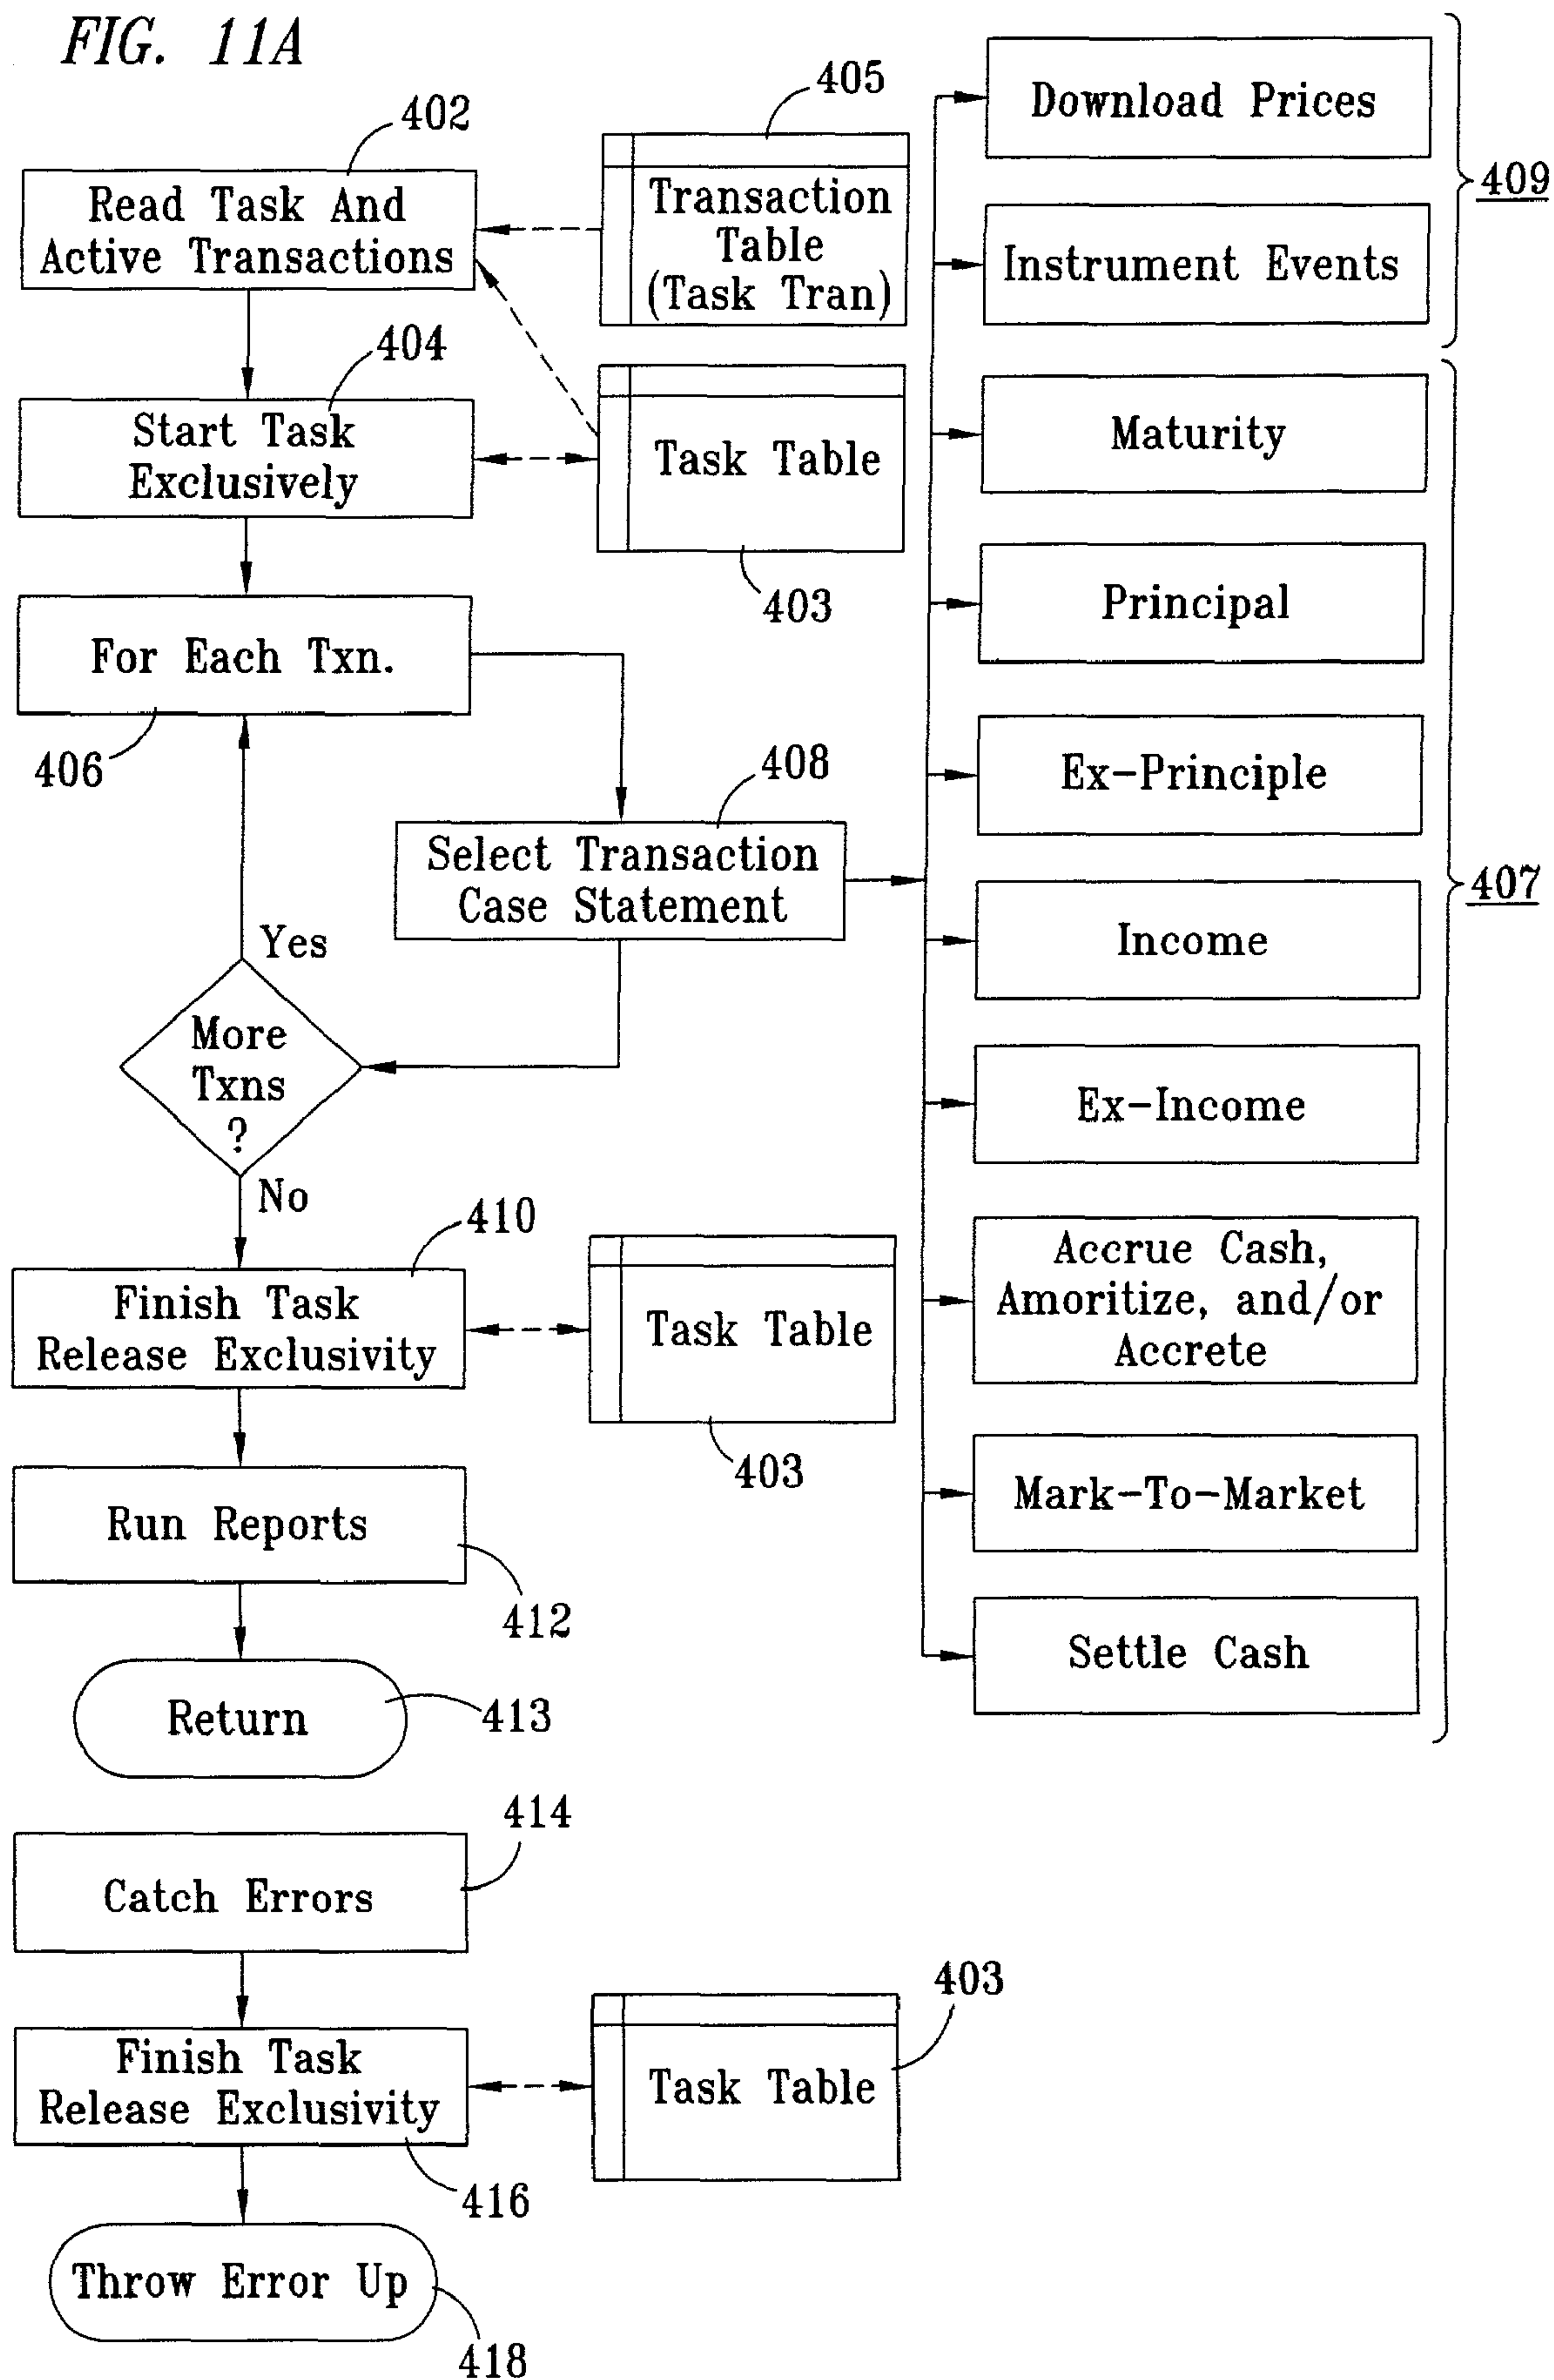 FIG. 11A
402
Read Task And
Active Transactions
405
Transaction
Table
(Task Tran)
404
Start Task
Exclusively
Task Table
403
For Each Txn.
406
408
Select Transaction
Case Statement
Yes
More
Txns
?
No
410
Finish Task
Release Exclusivity
Task Table
403
Run Reports
412
Return
413
Download Prices
Instrument Events
409
Maturity
Principal
Ex-Principle
Income
Ex-Income
Accrue Cash,
Amoritize, and/or
Accrete
Mark-To-Market
Settle Cash
407
414
Catch Errors
Finish Task
Release Exclusivity
416
Task Table
403
Throw Error Up
418